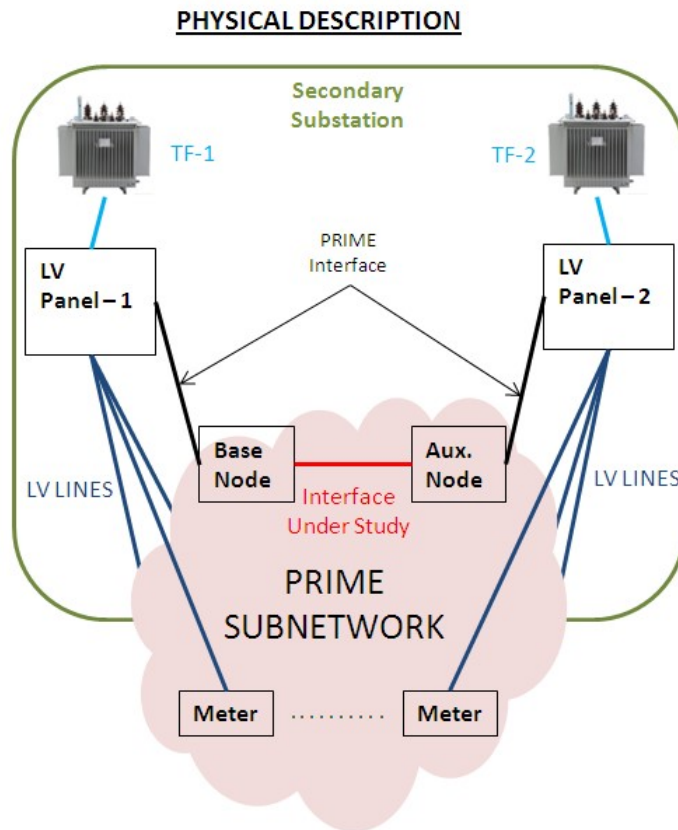 PHYSICAL DESCRIPTION
Secondary
Substation
TF-1
TF-2
PRIME
Interface
LV
Panel – 1
LV
Panel – 2
Base
Node
Aux.
Node
LV LINES
LV LINES
Interface
Under Study
PRIME
SUBNETWORK
Meter
..........
Meter